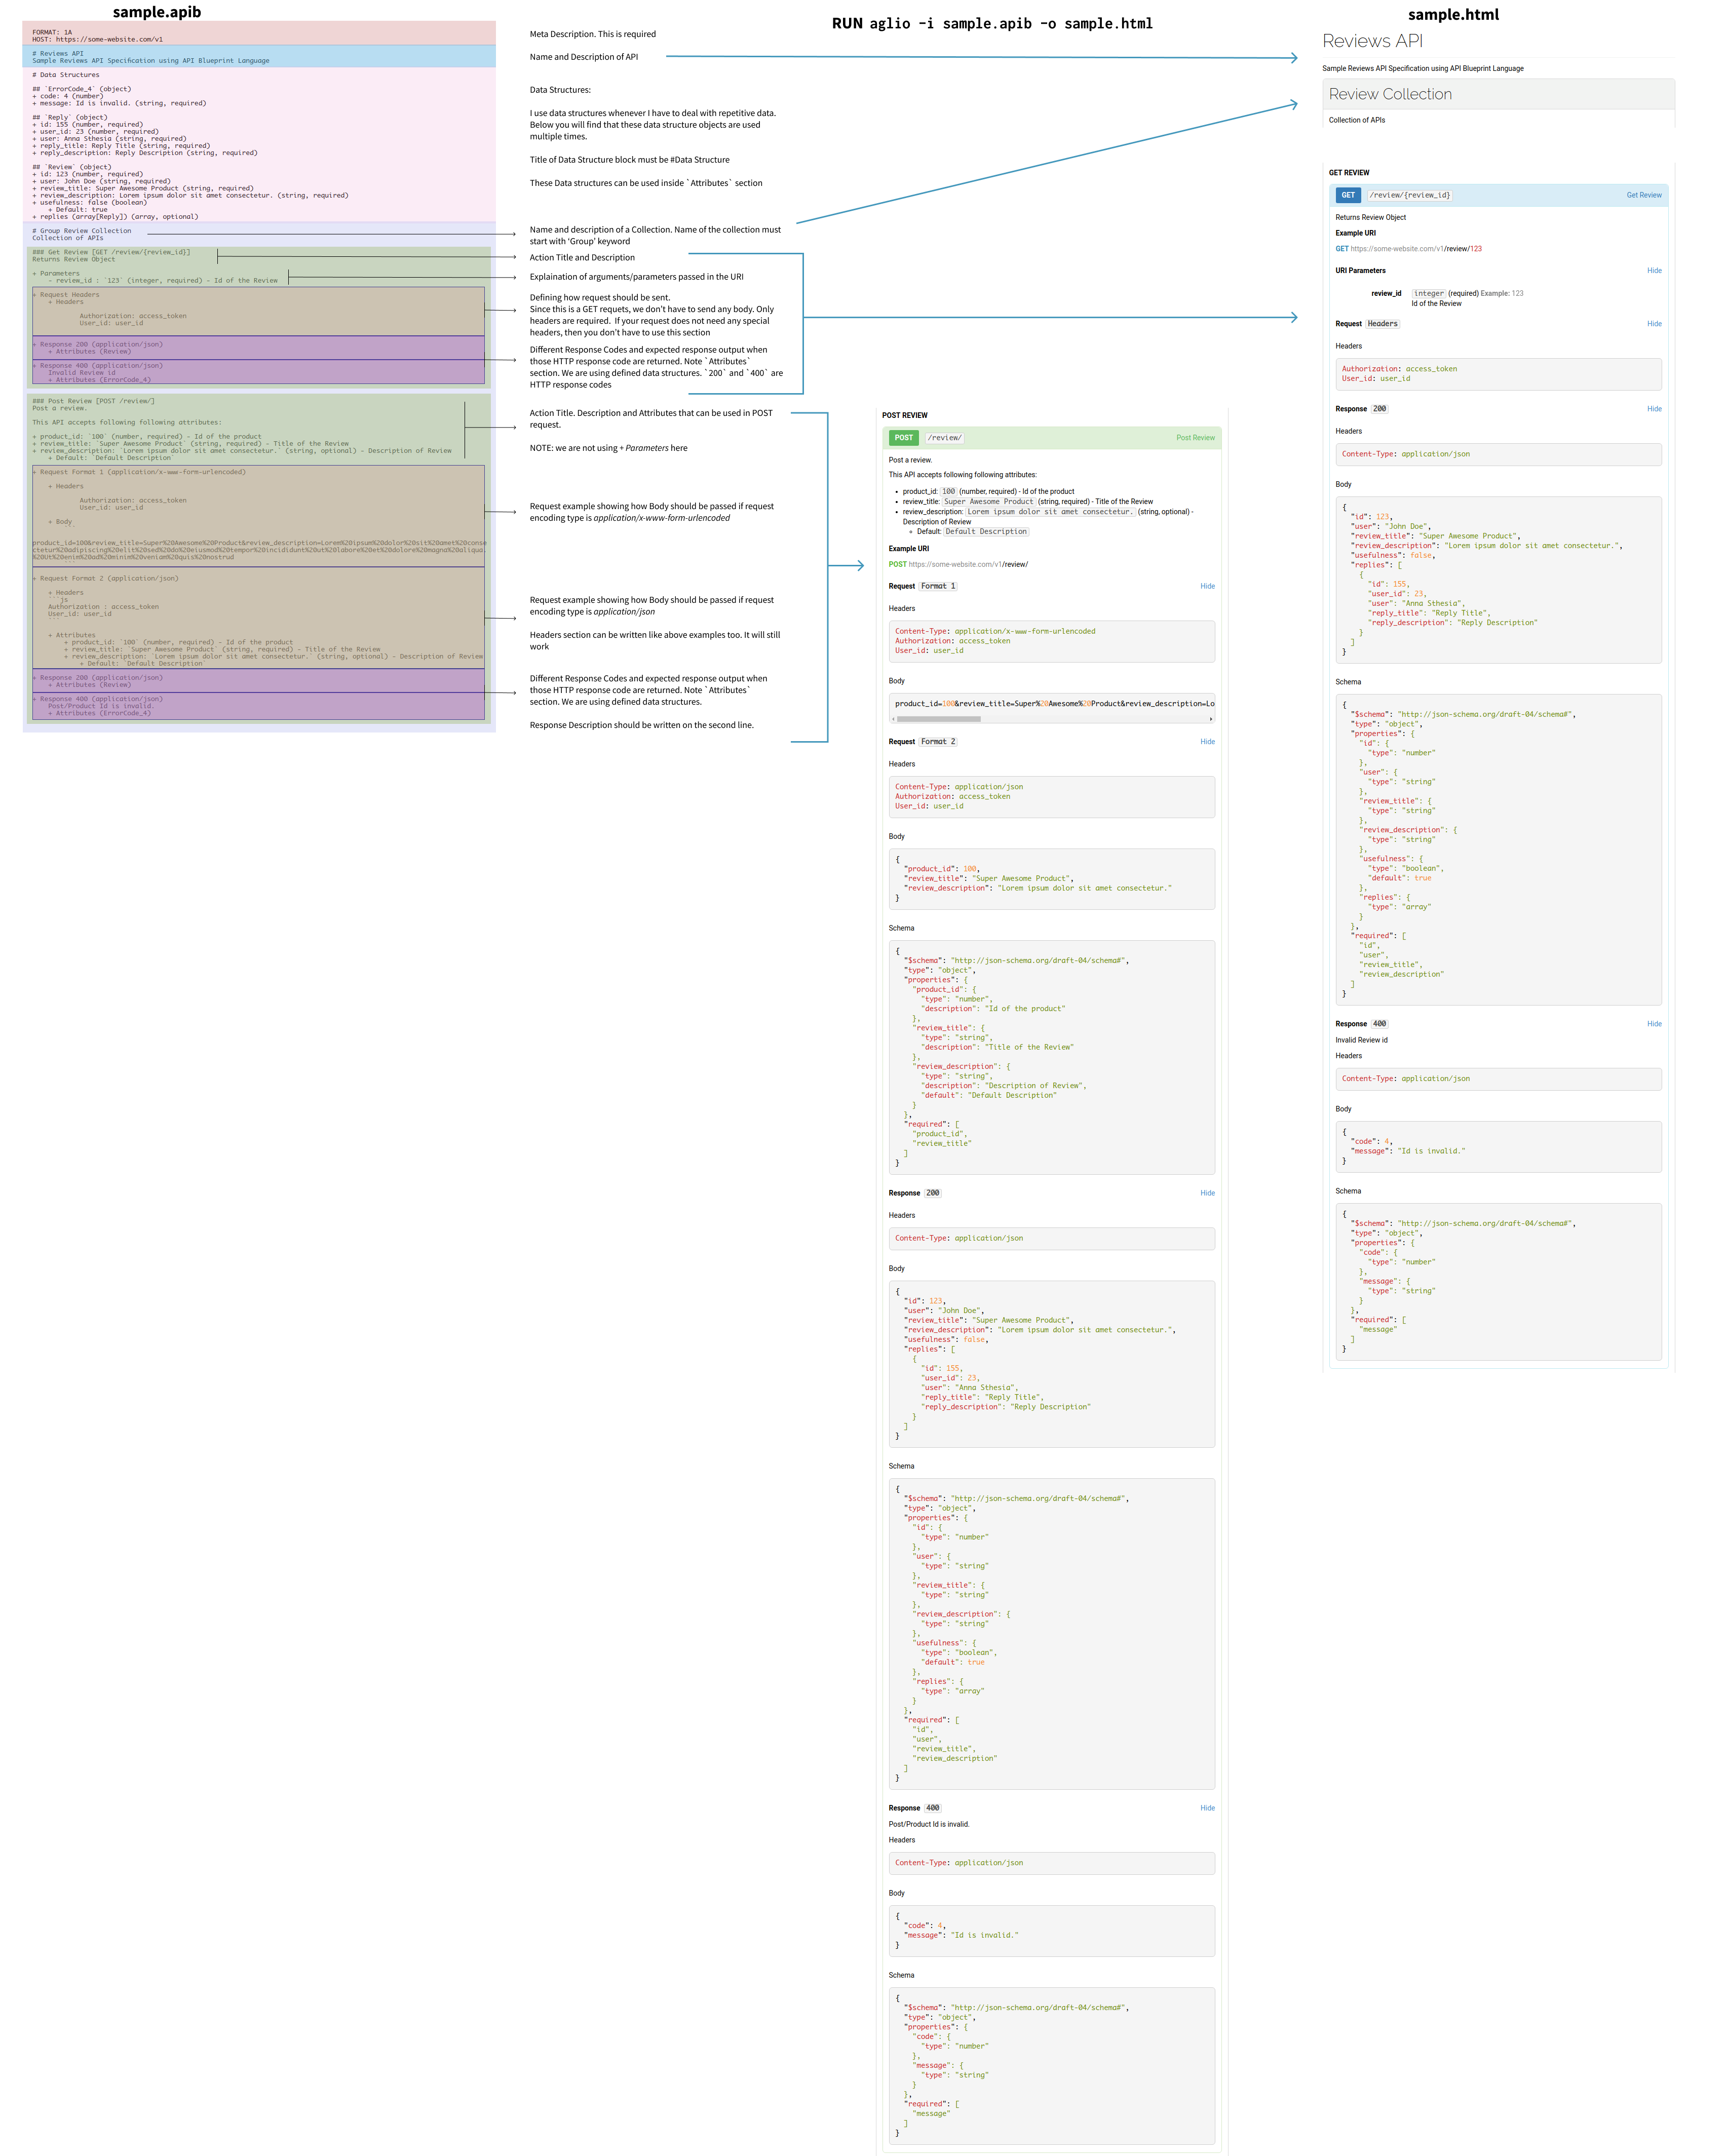 sample.apib
FORMAT: 1A
HOST: https://some-website.com/v1
# Reviews API
Sample Reviews API Specification using API Blueprint Language
# Data Structures
## `ErrorCode_4` (object)
+ code: 4 (number)
+ message: Id is invalid. (string, required)
## `Reply` (object)
+ id: 155 (number, required)
+ user_id: 23 (number, required)
+ user: Anna Sthesia (string, required)
+ reply_title: Reply Title (string, required)
+ reply_description: Reply Description (string, required)
## `Review` (object)
+ id: 123 (number, required)
+ user: John Doe (string, required)
+ review_title: Super Awesome Product (string, required)
+ review_description: Lorem ipsum dolor sit amet consectetur. (string, required)
+ usefulness: false (boolean)
+ Default: true
+ replies (array[Reply]) (array, optional)
# Group Review Collection
Collection of APIs
### Get Review [GET /review/{review_id}]
Returns Review Object
+ Parameters
- review_id : `123` (integer, required) - Id of the Review
+ Request Headers
+ Headers
Authorization: access_token
User_id: user_id
+ Response 200 (application/json)
+ Attributes (Review)
+ Response 400 (application/json)
Invalid Review id
+ Attributes (ErrorCode_4)
### Post Review [POST /review/]
Post a review.
This API accepts following following attributes:
+ product_id: `100` (number, required) - Id of the product
+ review_title: `Super Awesome Product` (string, required) - Title of the Review
+ review_description: `Lorem ipsum dolor sit amet consectetur.` (string, optional) - Description of Review
+ Default: `Default Description`
+ Request Format 1 (application/x-www-form-urlencoded)
+ Headers
Authorization: access_token
User_id: user_id
+ Body
```
product_id=100&review_title=Super%20Awesome%20Product&review_description=Lorem%20ipsum%20dolor%20sit%20amet%20conse
ctetur%20adipiscing%20elit%20sed%20do%20eiusmod%20tempor%20incididunt%20ut%20labore%20et%20dolore%20magna%20aliqua.
%20Ut%20enim%20ad%20minim%20veniam%20quis%20nostrud
```
+ Request Format 2 (application/json)
+ Headers
```js
Authorization : access_token
User_id: user_id
```
+ Attributes
+ product_id: `100` (number, required) - Id of the product
+ review_title: `Super Awesome Product` (string, required) - Title of the Review
+ review_description: `Lorem ipsum dolor sit amet consectetur.` (string, optional) - Description of Review
+ Default: `Default Description`
+ Response 200 (application/json)
+ Attributes (Review)
+ Response 400 (application/json)
Post/Product Id is invalid.
+ Attributes (ErrorCode_4)
Meta Description. This is required
Name and Description of API
Data Structures:
I use data structures whenever I have to deal with repetitive data.
Below you will find that these data structure objects are used
multiple times.
Title of Data Structure block must be #Data Structure
These Data structures can be used inside `Attributes` section
Name and description of a Collection. Name of the collection must
start with ‘Group’ keyword
Action Title and Description
Explaination of arguments/parameters passed in the URI
Defining how request should be sent.
Since this is a GET requets, we don't have to send any body. Only
headers are required.  If your request does not need any special
headers, then you don't have to use this section
Different Response Codes and expected response output when
those HTTP response code are returned. Note `Attributes`
section. We are using defined data structures. `200` and `400` are
HTTP response codes
Action Title. Description and Attributes that can be used in POST
request.
NOTE: we are not using + Parameters here
Request example showing how Body should be passed if request
encoding type is application/x-www-form-urlencoded
Request example showing how Body should be passed if request
encoding type is application/json
Headers section can be written like above examples too. It will still
work
Different Response Codes and expected response output when
those HTTP response code are returned. Note `Attributes`
section. We are using defined data structures.
Response Description should be written on the second line.
RUN aglio -i sample.apib -o sample.html
POST REVIEW
POST /review/ Post Review
Post a review.
This API accepts following following attributes:
• product_id: 100 (number, required) - Id of the product
• review_title: Super Awesome Product (string, required) - Title of the Review
• review_description: Lorem ipsum dolor sit amet consectetur. (string, optional) -
Description of Review
Default: Default Description
Example URI
POST https://some-website.com/v1/review/
Request Format 1 Hide
Headers
Content-Type: application/x-www-form-urlencoded
Authorization: access_token
User_id: user_id
Body
product_id=100&review_title=Super%20Awesome%20Product&review_description=Lo
Request Format 2 Hide
Headers
Content-Type: application/json
Authorization: access_token
User_id: user_id
Body
{
"product_id": 100,
"review_title": "Super Awesome Product",
"review_description": "Lorem ipsum dolor sit amet consectetur."
}
Schema
{
"$schema": "http://json-schema.org/draft-04/schema#",
"type": "object",
"properties": {
"product_id": {
"type": "number",
"description": "Id of the product"
},
"review_title": {
"type": "string",
"description": "Title of the Review"
},
"review_description": {
"type": "string",
"description": "Description of Review",
"default": "Default Description"
}
},
"required": [
"product_id",
"review_title"
]
}
Response 200 Hide
Headers
Content-Type: application/json
Body
{
"id": 123,
"user": "John Doe",
"review_title": "Super Awesome Product",
"review_description": "Lorem ipsum dolor sit amet consectetur.",
"usefulness": false,
"replies": [
{
"id": 155,
"user_id": 23,
"user": "Anna Sthesia",
"reply_title": "Reply Title",
"reply_description": "Reply Description"
}
]
}
Schema
{
"$schema": "http://json-schema.org/draft-04/schema#",
"type": "object",
"properties": {
"id": {
"type": "number"
},
"user": {
"type": "string"
},
"review_title": {
"type": "string"
},
"review_description": {
"type": "string"
},
"usefulness": {
"type": "boolean",
"default": true
},
"replies": {
"type": "array"
}
},
"required": [
"id",
"user",
"review_title",
"review_description"
]
}
Response 400 Hide
Post/Product Id is invalid.
Headers
Content-Type: application/json
Body
{
"code": 4,
"message": "Id is invalid."
}
Schema
{
"$schema": "http://json-schema.org/draft-04/schema#",
"type": "object",
"properties": {
"code": {
"type": "number"
},
"message": {
"type": "string"
}
},
"required": [
"message"
]
}
sample.html
Reviews API
Sample Reviews API Specification using API Blueprint Language
Review Collection
Collection of APIs
GET REVIEW
GET /review/{review_id} Get Review
Returns Review Object
Example URI
GET https://some-website.com/v1/review/123
URI Parameters Hide
review_id integer (required) Example: 123
Id of the Review
Request Headers Hide
Headers
Authorization: access_token
User_id: user_id
Response 200 Hide
Headers
Content-Type: application/json
Body
{
"id": 123,
"user": "John Doe",
"review_title": "Super Awesome Product",
"review_description": "Lorem ipsum dolor sit amet consectetur.",
"usefulness": false,
"replies": [
{
"id": 155,
"user_id": 23,
"user": "Anna Sthesia",
"reply_title": "Reply Title",
"reply_description": "Reply Description"
}
]
}
Schema
{
"$schema": "http://json-schema.org/draft-04/schema#",
"type": "object",
"properties": {
"id": {
"type": "number"
},
"user": {
"type": "string"
},
"review_title": {
"type": "string"
},
"review_description": {
"type": "string"
},
"usefulness": {
"type": "boolean",
"default": true
},
"replies": {
"type": "array"
}
},
"required": [
"id",
"user",
"review_title",
"review_description"
]
}
Response 400 Hide
Invalid Review id
Headers
Content-Type: application/json
Body
{
"code": 4,
"message": "Id is invalid."
}
Schema
{
"$schema": "http://json-schema.org/draft-04/schema#",
"type": "object",
"properties": {
"code": {
"type": "number"
},
"message": {
"type": "string"
}
},
"required": [
"message"
]
}